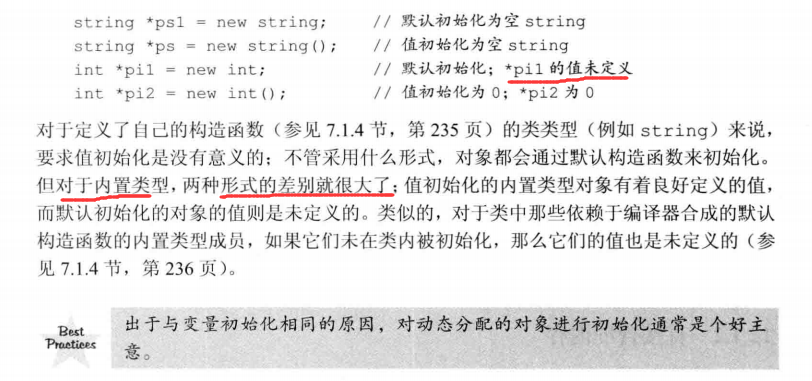 string *ps1 = new string;      // 默认初始化为空 string
string *ps = new string();     // 值初始化为空 string
int *pi1 = new int;            // 默认初始化；*pi1 的值未定义
int *pi2 = new int();          // 值初始化为 0；*pi2 为 0
对于定义了自己的构造函数（参见 7.1.4 节，第 235 页）的类类型（例如 string）来说，
要求值初始化是没有意义的；不管采用什么形式，对象都会通过默认构造函数来初始化。
但对于内置类型，两种形式的差别就很大了；值初始化的内置类型对象有着良好定义的值，
而默认初始化的对象的值则是未定义的。类似的，对于类中那些依赖于编译器合成的默认
构造函数的内置类型成员，如果它们未在类内被初始化，那么它们的值也是未定义的（参
见 7.1.4 节，第 236 页）。
Best
Practices
出于与变量初始化相同的原因，对动态分配的对象进行初始化通常是个好主
意。